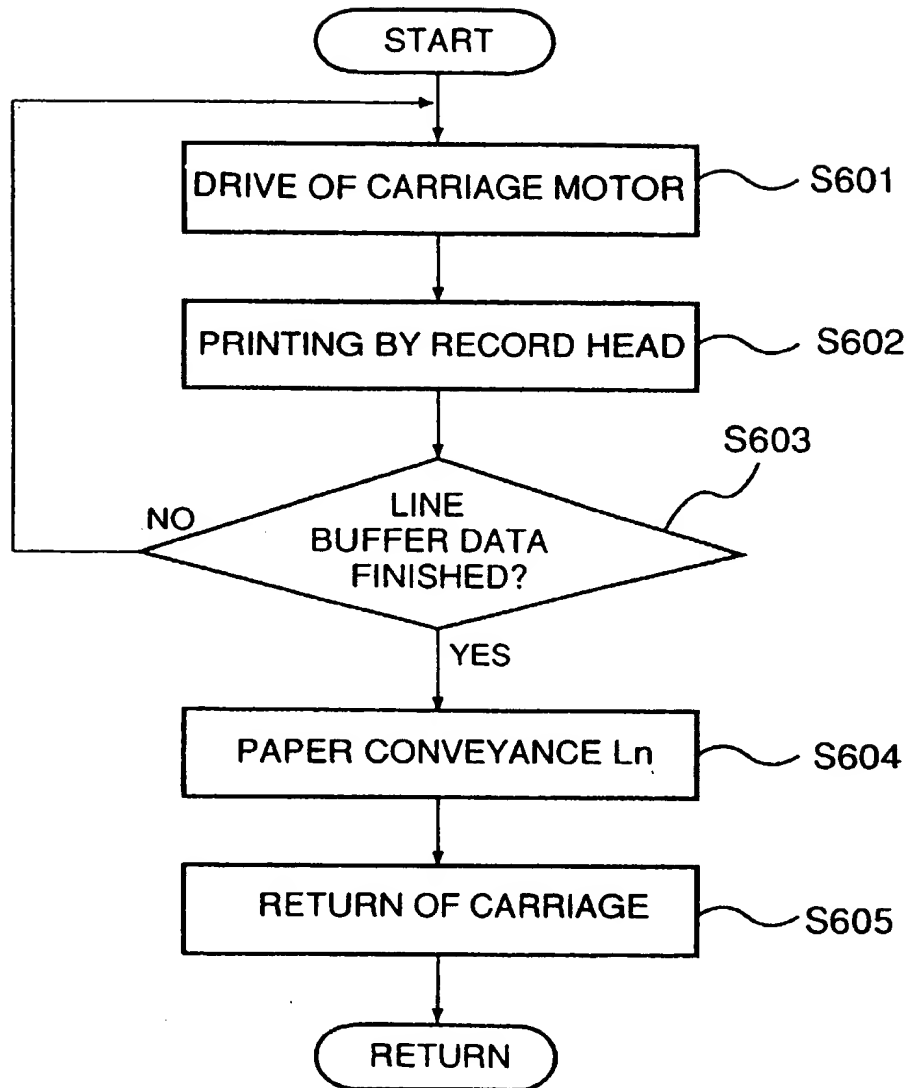 START
DRIVE OF CARRIAGE MOTOR
S601
PRINTING BY RECORD HEAD
S602
S603
NO
LINE
BUFFER DATA
FINISHED?
YES
PAPER CONVEYANCE Ln
S604
RETURN OF CARRIAGE
S605
RETURN